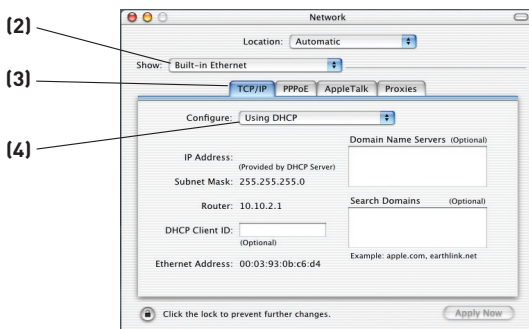 Network
(2)
Location: Automatic
Show: Built-in Ethernet
(3)
TCP/IP PPPoE AppleTalk Proxies
Configure: Using DHCP
(4)
Domain Name Servers (Optional)
IP Address:
(Provided by DHCP Server)
Subnet Mask: 255.255.255.0
Router: 10.10.2.1
Search Domains (Optional)
DHCP Client ID:
(Optional)
Example: apple.com, earthlink.net
Ethernet Address: 00:03:93:0b:c6:d4
Click the lock to prevent further changes.
Apply Now